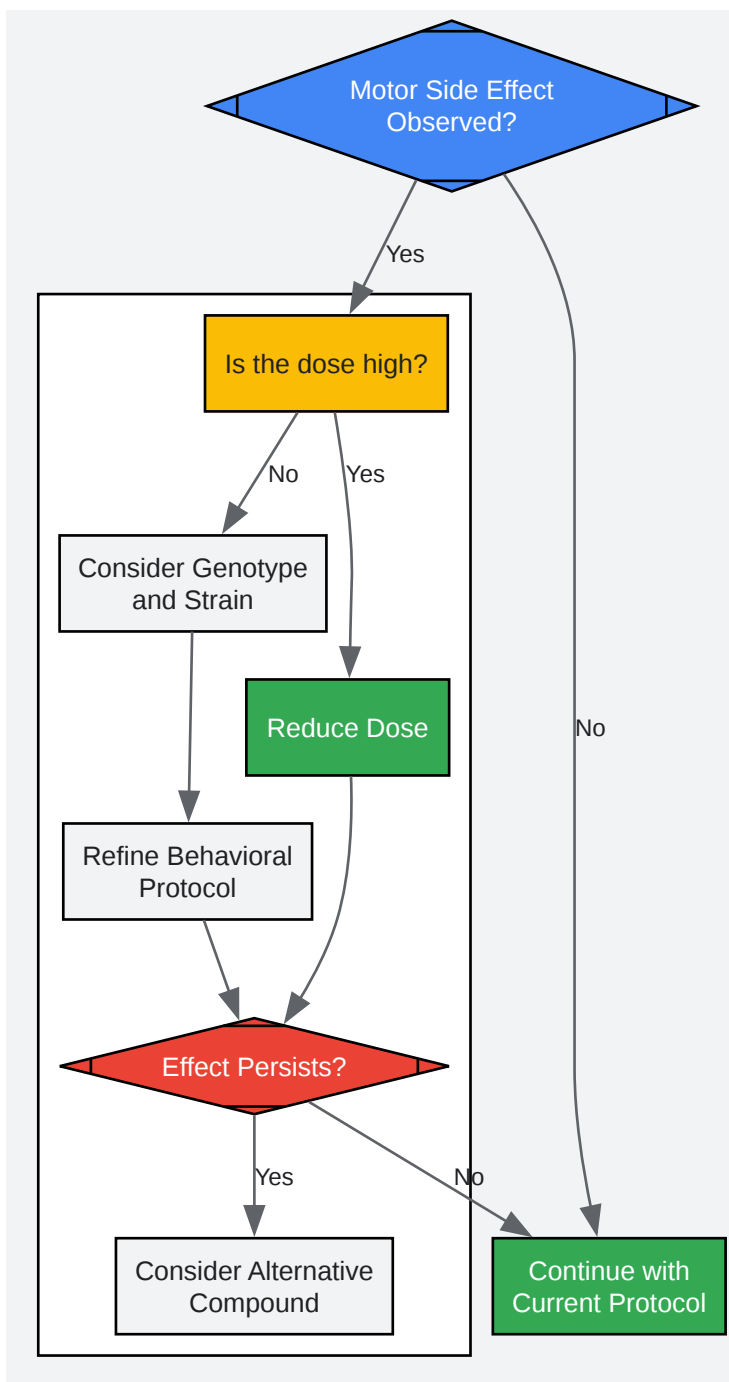 Motor Side Effect
Observed?
Yes
Is the dose high?
No
Yes
Consider Genotype
and Strain
Reduce Dose
No
Refine Behavioral
Protocol
Effect Persists?
Yes
No
Consider Alternative
Compound
Continue with
Current Protocol